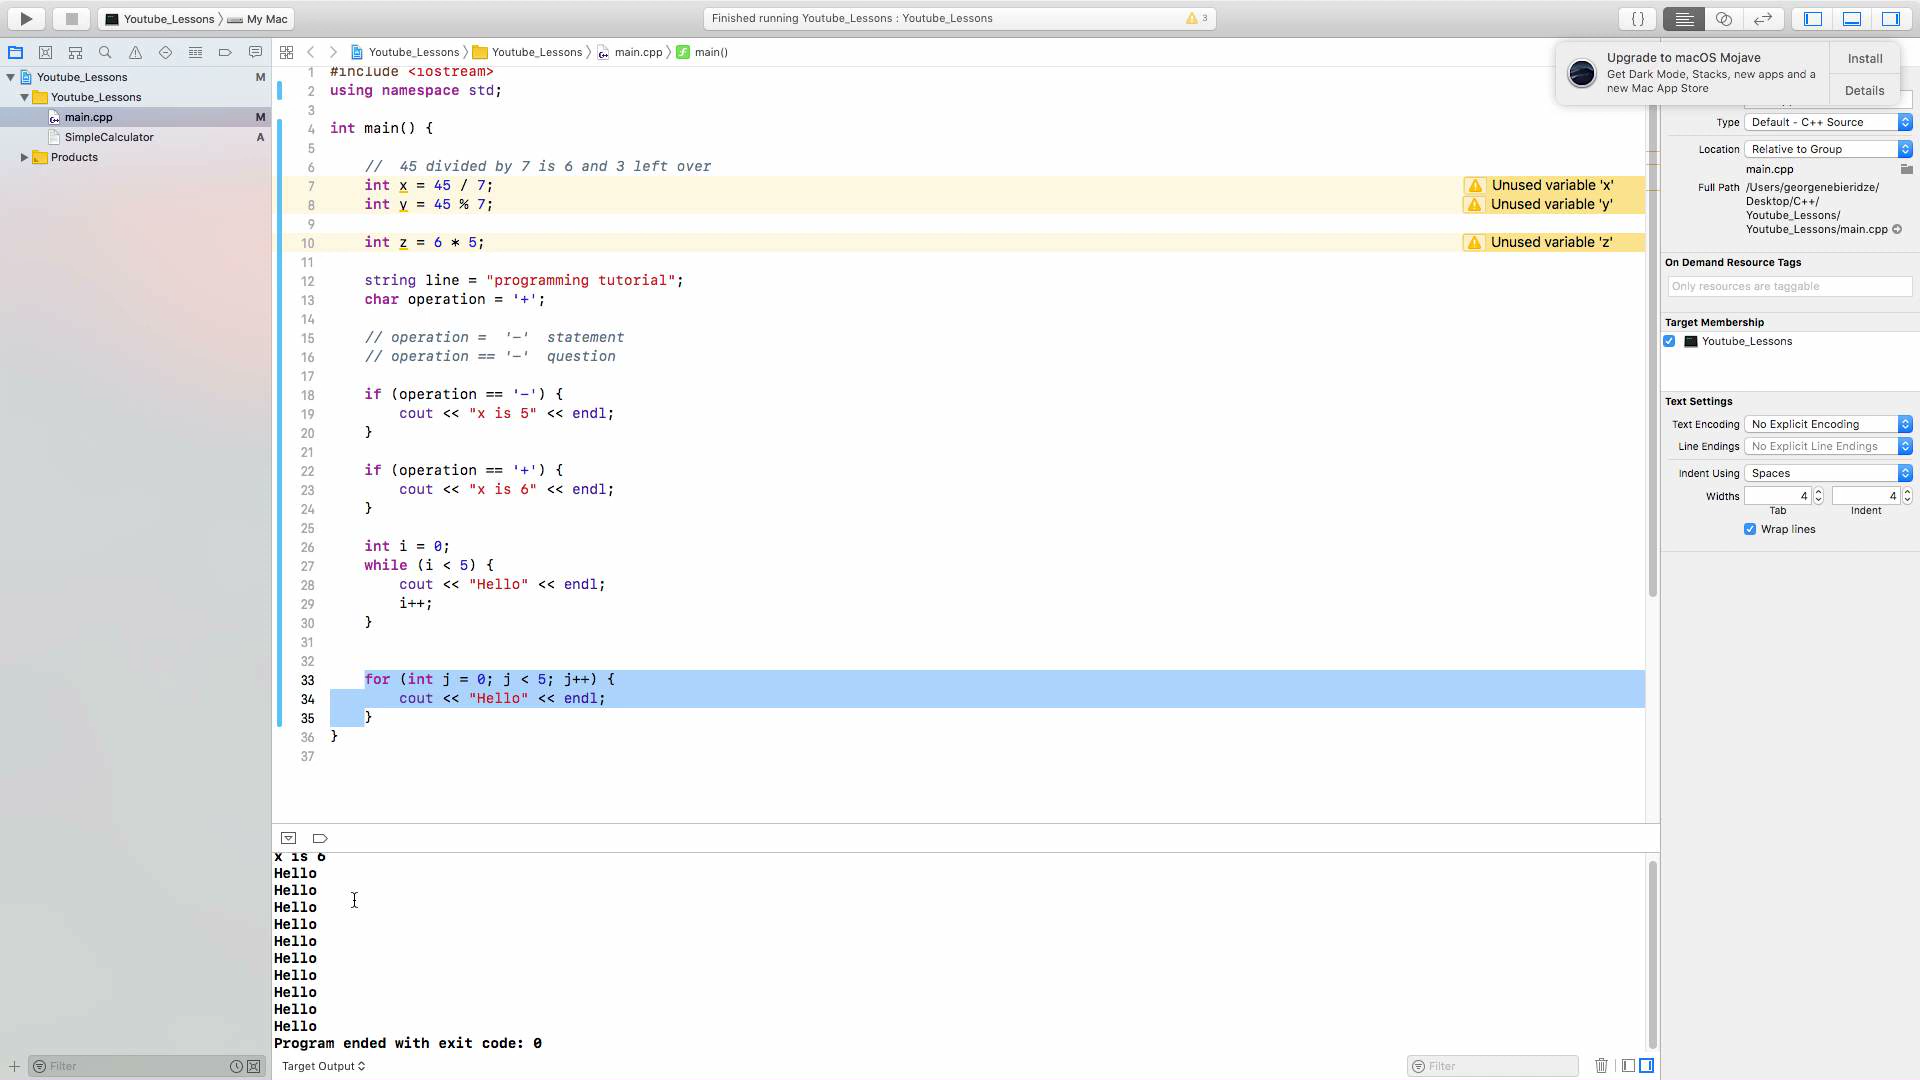 Youtube_Lessons
My Mac
Finished running Youtube_Lessons : Youtube_Lessons
3
{ }
Youtube_Lessons
M
Youtube_Lessons
main.cpp
M
SimpleCalculator
A
Products
Youtube_Lessons
Youtube_Lessons
main.cpp
main()
1 #include <iostream>
2 using namespace std;
3
4 int main() {
5
6 // 45 divided by 7 is 6 and 3 left over
7 int x = 45 / 7;
Unused variable 'x'
8 int y = 45 % 7;
Unused variable 'y'
9
10 int z = 6 * 5;
Unused variable 'z'
11
12 string line = "programming tutorial";
13 char operation = '+';
14
15 // operation =  '-'  statement
16 // operation == '-'  question
17
18 if (operation == '-') {
19 cout << "x is 5" << endl;
20 }
21
22 if (operation == '+') {
23 cout << "x is 6" << endl;
24 }
25
26 int i = 0;
27 while (i < 5) {
28 cout << "Hello" << endl;
29 i++;
30 }
31
32
33 for (int j = 0; j < 5; j++) {
34 cout << "Hello" << endl;
35 }
36 }
37
x is 6
Hello
Hello
Hello
Hello
Hello
Hello
Hello
Hello
Hello
Hello
Program ended with exit code: 0
Filter
Target Output
Filter
Upgrade to macOS Mojave
Get Dark Mode, Stacks, new apps and a
new Mac App Store
Install
Details
Type Default - C++ Source
Location Relative to Group
main.cpp
Full Path /Users/georgenebieridze/
Desktop/C++/
Youtube_Lessons/
Youtube_Lessons/main.cpp
On Demand Resource Tags
Only resources are taggable
Target Membership
Youtube_Lessons
Text Settings
Text Encoding No Explicit Encoding
Line Endings No Explicit Line Endings
Indent Using Spaces
Widths 4 4
Tab Indent
Wrap lines